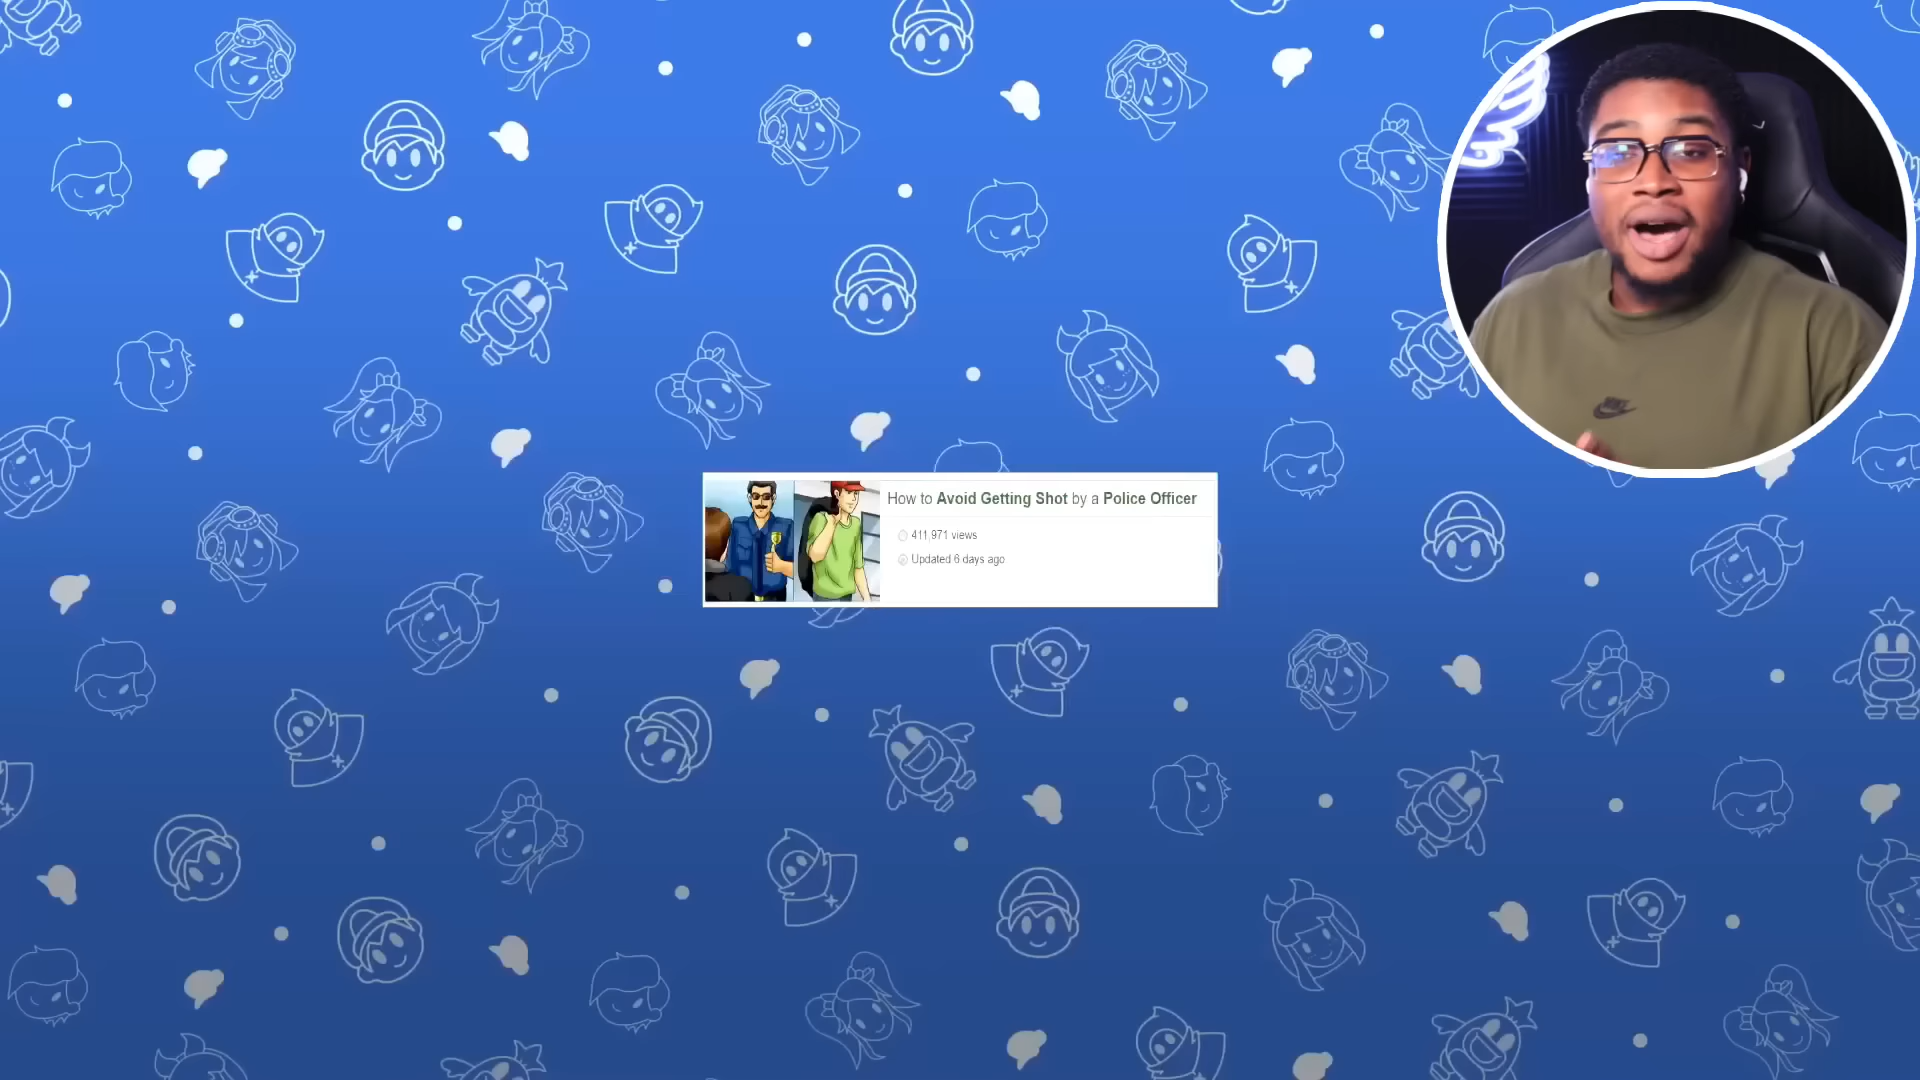 How to Avoid Getting Shot by a Police Officer
411,971 views
Updated 6 days ago